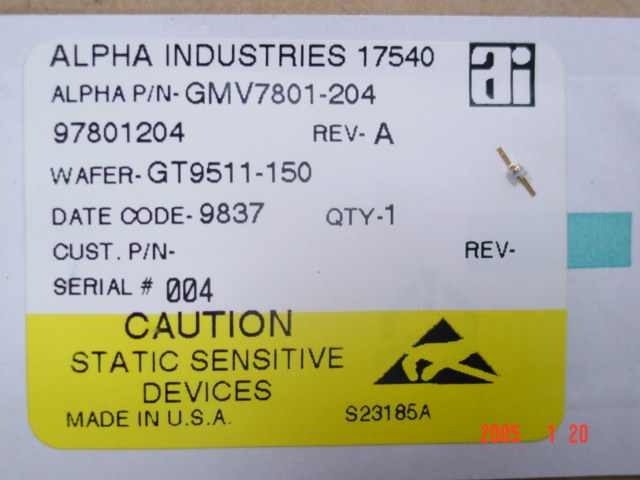 ALPHA INDUSTRIES 17540
ai
ALPHA P/N- GMV7801-204
97801204 REV- A
WAFER- GT9511-150
DATE CODE- 9837 QTY-1
CUST. P/N- REV-
SERIAL # 004
CAUTION
STATIC SENSITIVE
DEVICES
MADE IN U.S.A. S23185A
2005 1 20